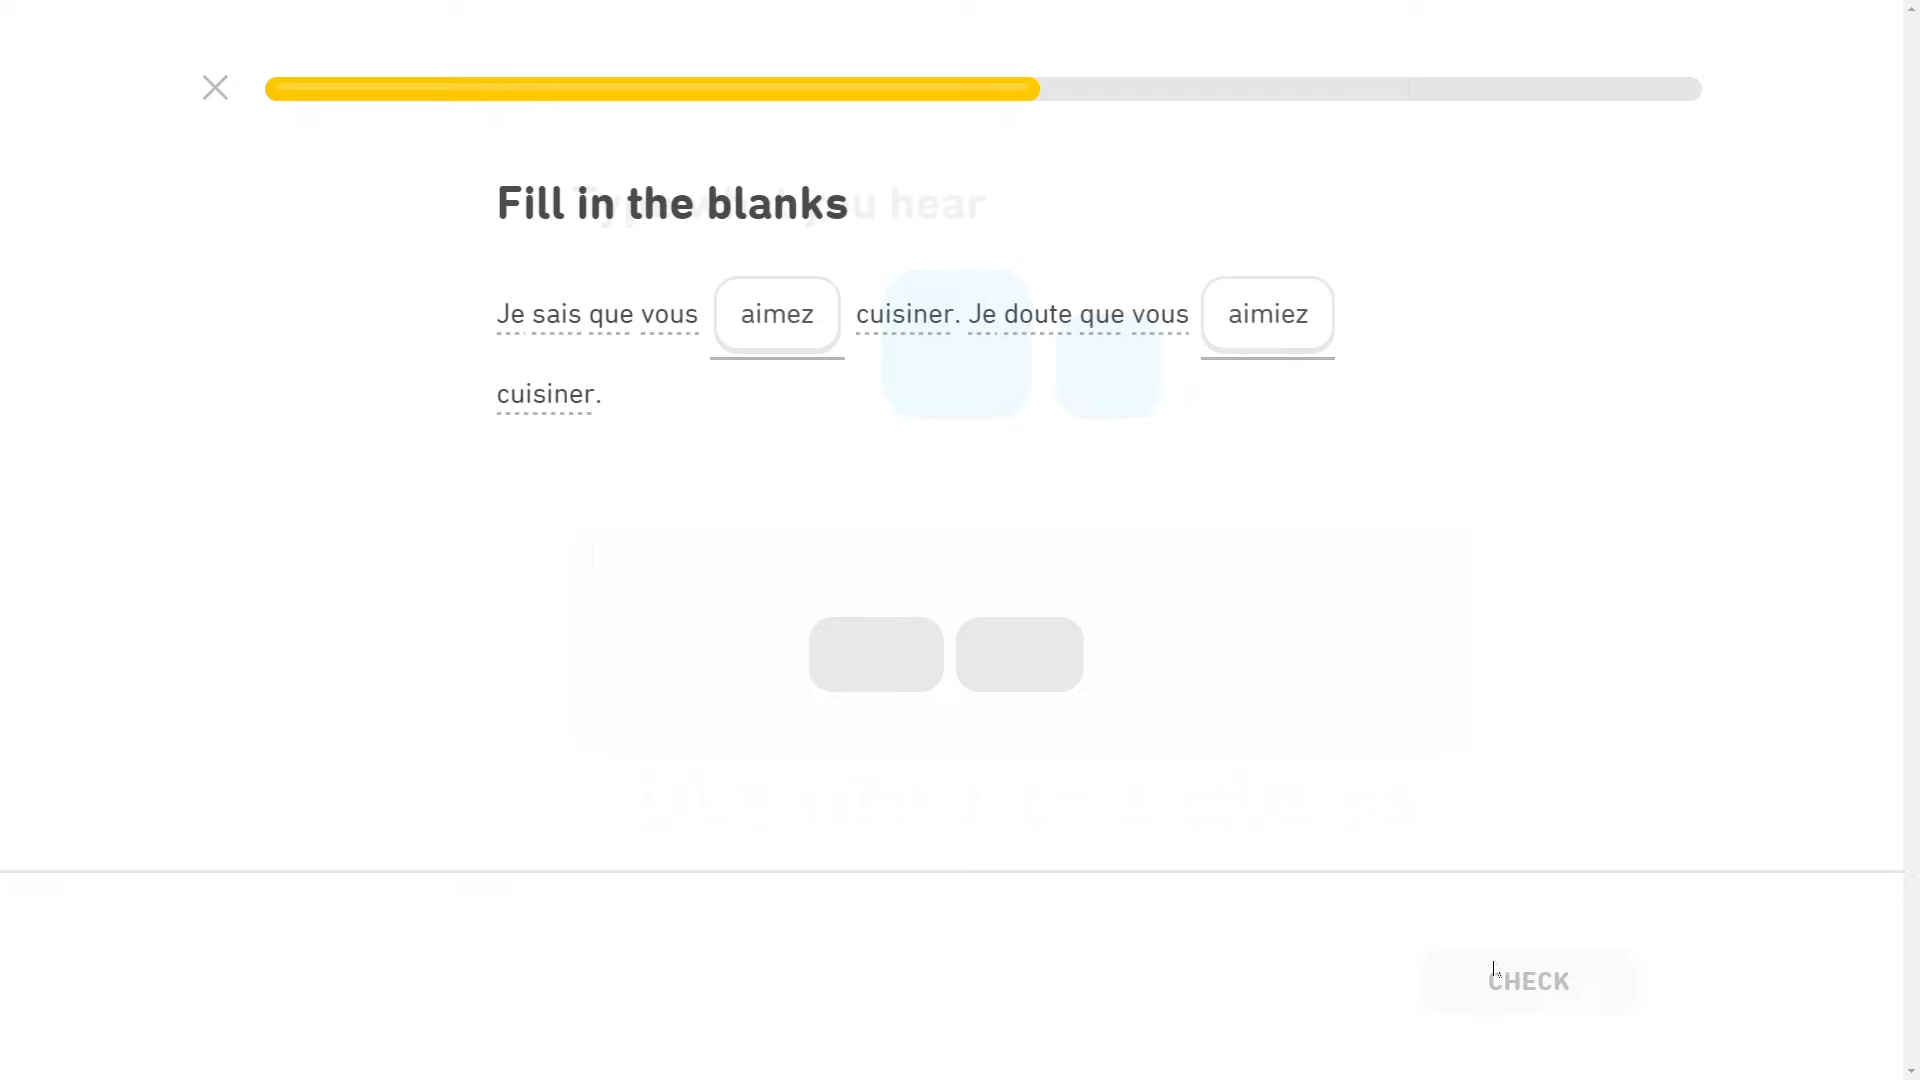 Fill in the blanks
Je sais que vous aimez cuisiner. Je doute que vous aimiez
cuisiner.
CHECK